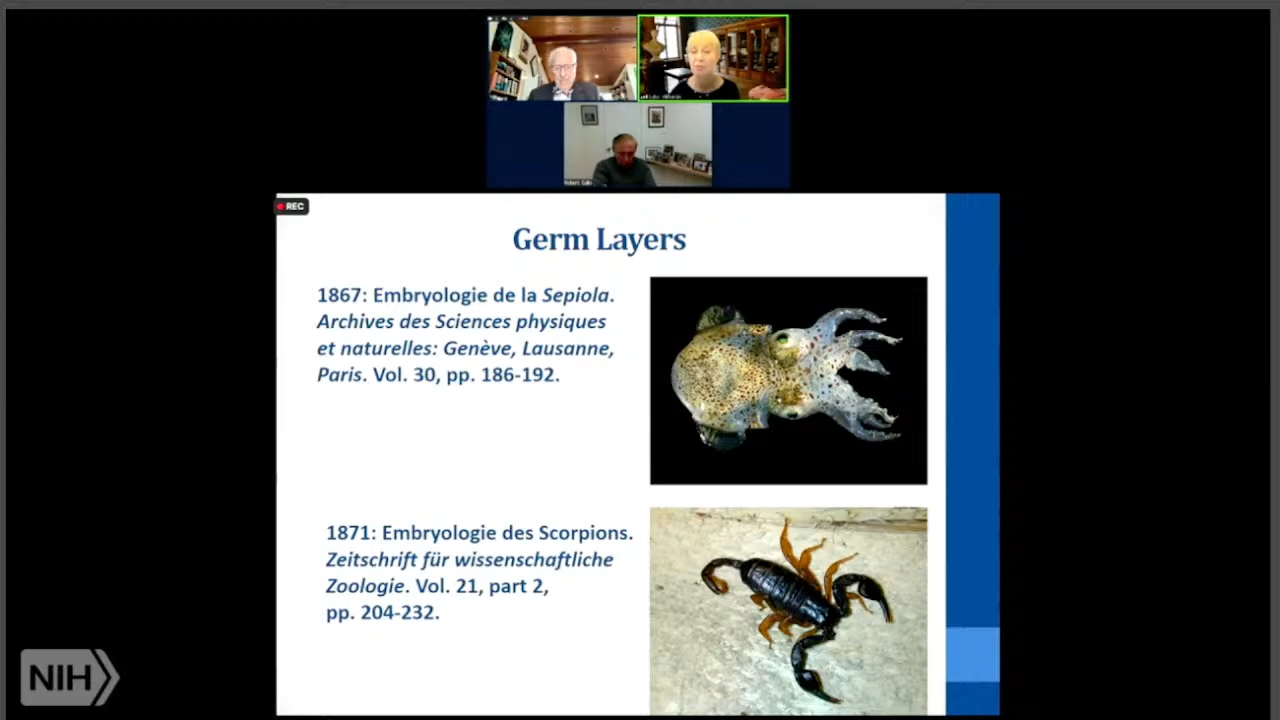 Robert Gallo
REC
Germ Layers
1867: Embryologie de la Sepiola.
Archives des Sciences physiques
et naturelles: Genève, Lausanne,
Paris. Vol. 30, pp. 186-192.
1871: Embryologie des Scorpions.
Zeitschrift für wissenschaftliche
Zoologie. Vol. 21, part 2,
pp. 204-232.
NIH